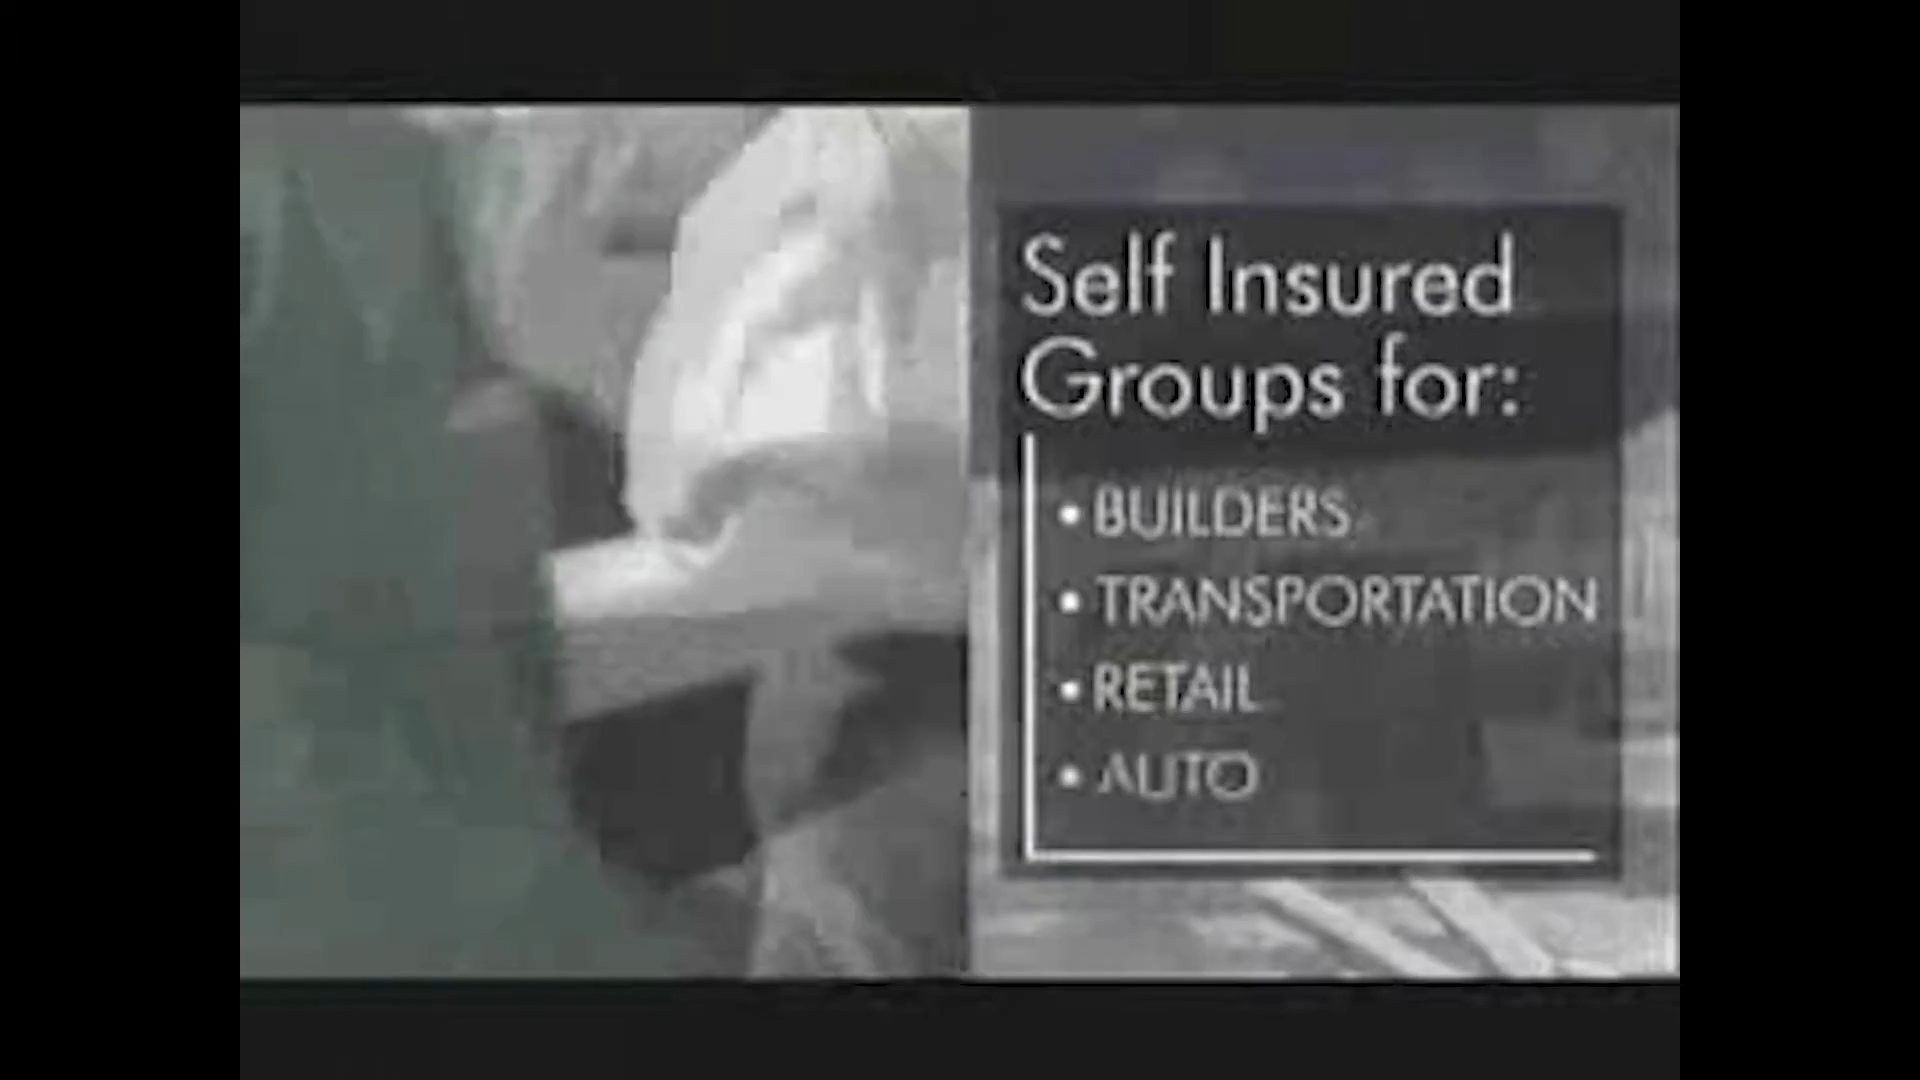 Self Insured
Groups for:
• BUILDERS
• TRANSPORTATION
• RETAIL
• AUTO